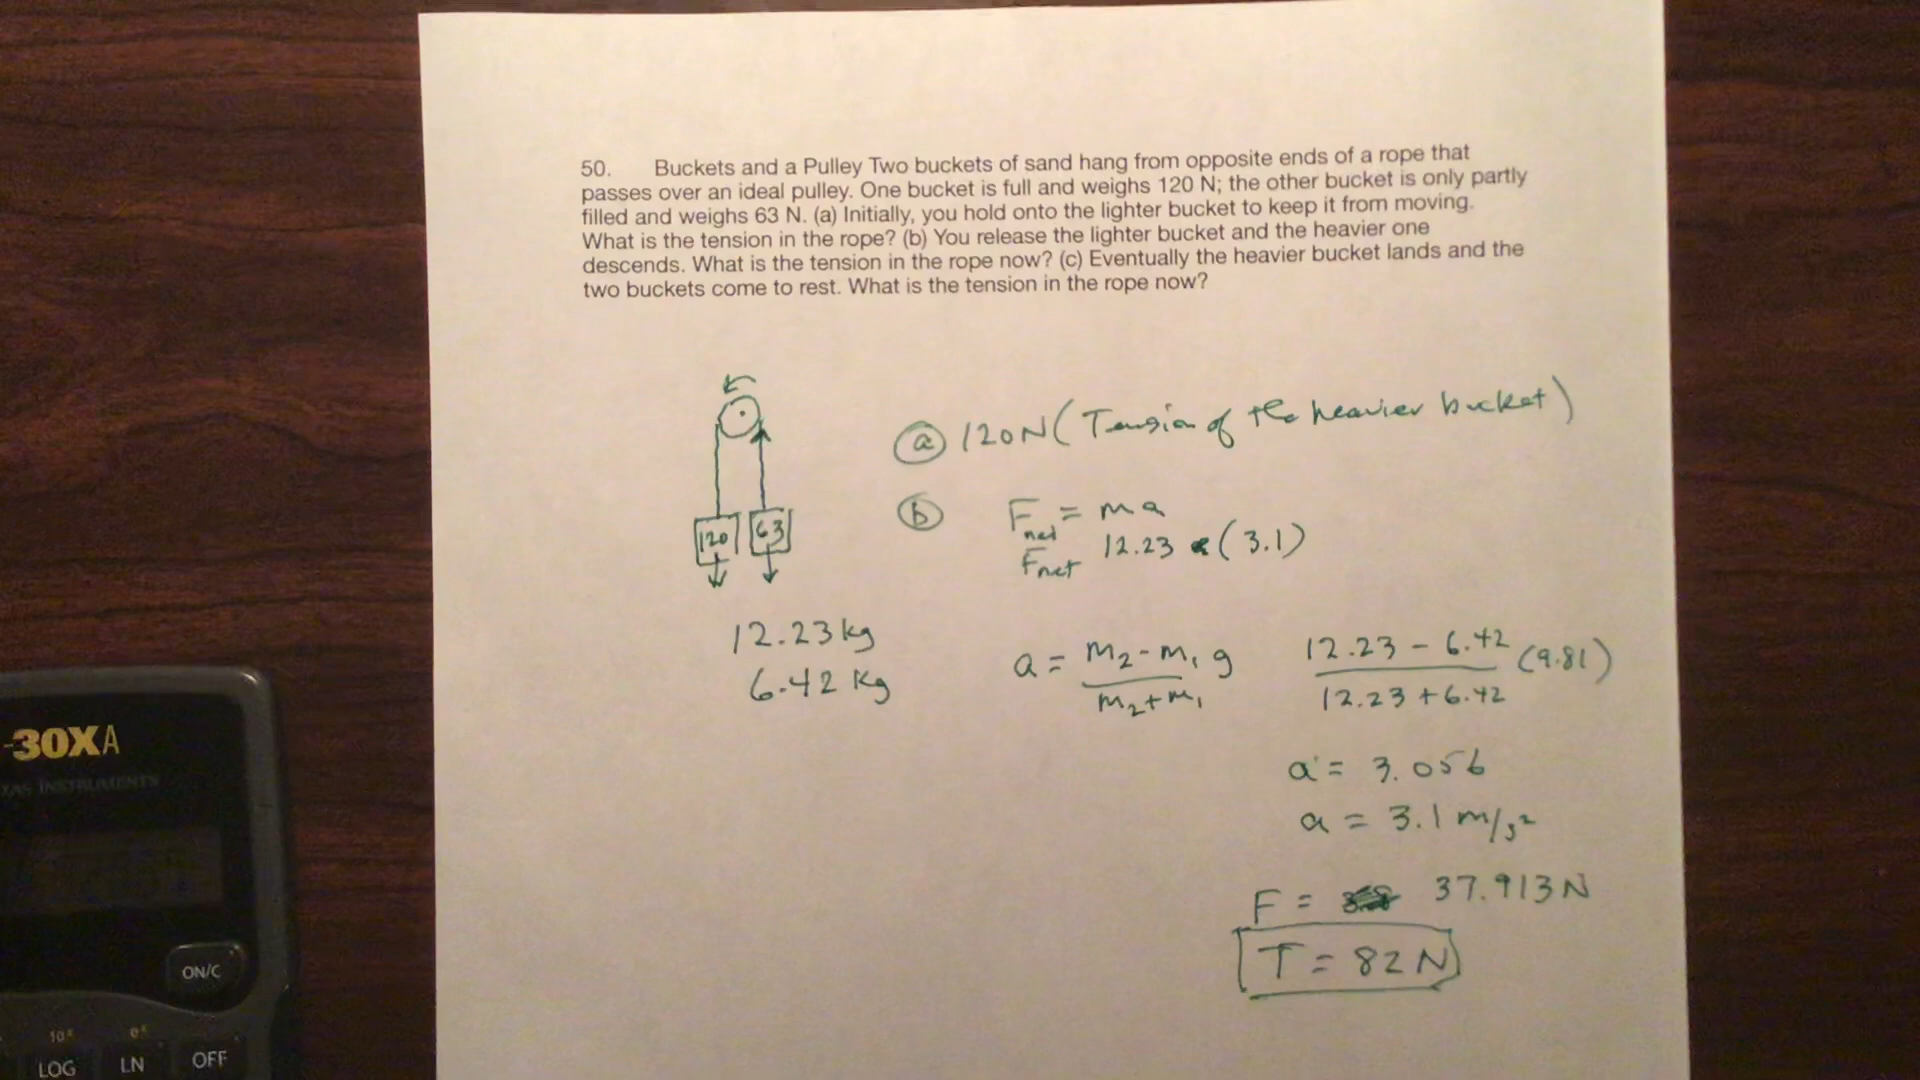 50. Buckets and a Pulley Two buckets of sand hang from opposite ends of a rope that
passes over an ideal pulley. One bucket is full and weighs 120 N; the other bucket is only partly
filled and weighs 63 N. (a) Initially, you hold onto the lighter bucket to keep it from moving.
What is the tension in the rope? (b) You release the lighter bucket and the heavier one
descends. What is the tension in the rope now? (c) Eventually the heavier bucket lands and the
two buckets come to rest. What is the tension in the rope now?
a 120N (Tension of the heavier bucket)
b Fnet = ma
Fnet 12.23 (3.1)
120 63
12.23 kg
6.42 kg
a = m2 - m1 g / m2 + m1
12.23 - 6.42 / 12.23 + 6.42 (9.81)
a = 3.056
a = 3.1 m/s²
F = 37.913N
T = 82N
-30XA
TEXAS INSTRUMENTS
ON/C
10ˣ eˣ
LOG LN OFF